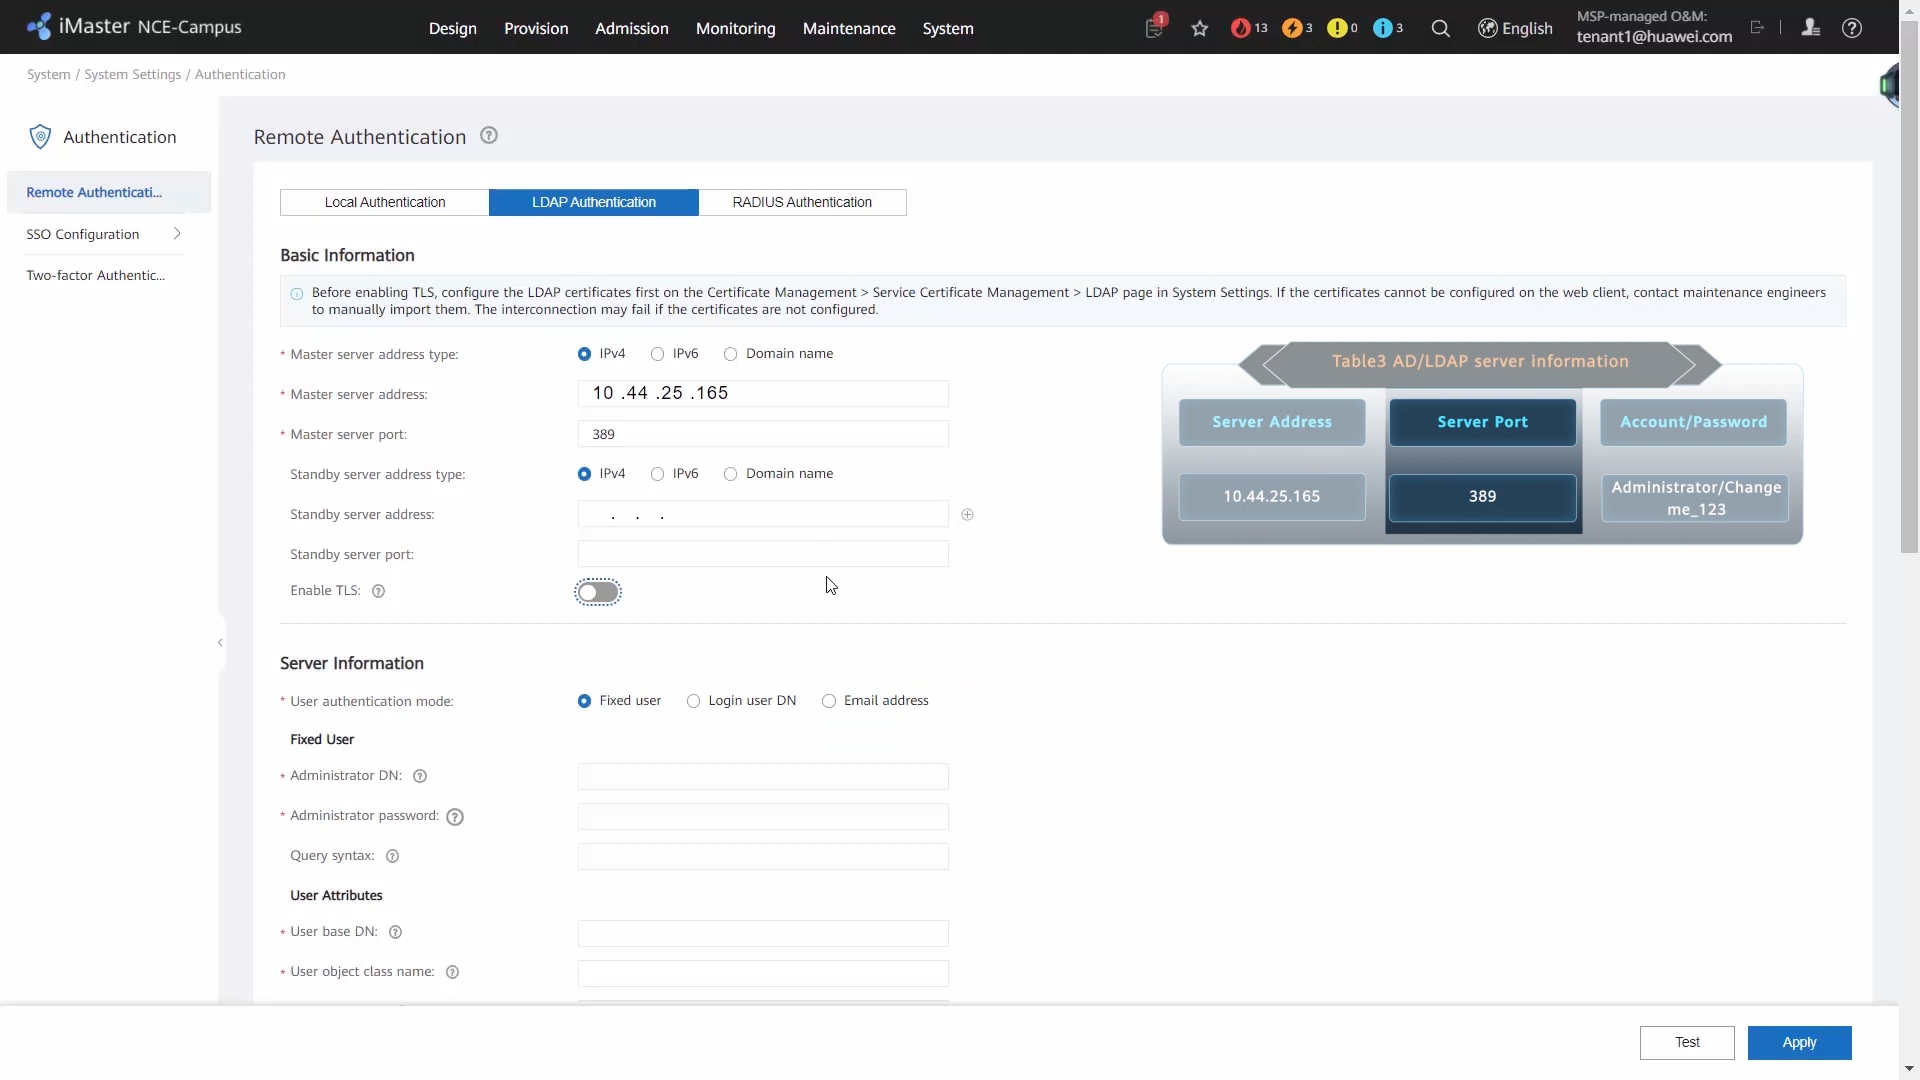 iMaster NCE-Campus
Design Provision Admission Monitoring Maintenance System
1
13 3 0 3
English
MSP-managed O&M:
tenant1@huawei.com
System / System Settings / Authentication
Authentication
Remote Authenticati...
SSO Configuration
Two-factor Authentic...
Remote Authentication
Local Authentication LDAP Authentication RADIUS Authentication
Basic Information
Before enabling TLS, configure the LDAP certificates first on the Certificate Management > Service Certificate Management > LDAP page in System Settings. If the certificates cannot be configured on the web client, contact maintenance engineers
to manually import them. The interconnection may fail if the certificates are not configured.
* Master server address type: IPv4 IPv6 Domain name
* Master server address: 10 .44 .25 .165
* Master server port: 389
Standby server address type: IPv4 IPv6 Domain name
Standby server address: . . .
Standby server port:
Enable TLS:
Table3 AD/LDAP server information
Server Address Server Port Account/Password
10.44.25.165 389 Administrator/Change
me_123
Server Information
* User authentication mode: Fixed user Login user DN Email address
Fixed User
* Administrator DN:
* Administrator password:
Query syntax:
User Attributes
* User base DN:
* User object class name:
Test Apply